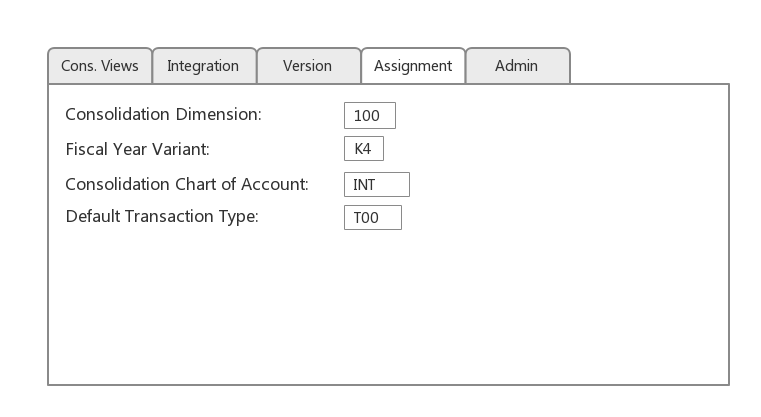 Cons. Views Integration Version Assignment Admin
Consolidation Dimension: 100
Fiscal Year Variant: K4
Consolidation Chart of Account: INT
Default Transaction Type: T00